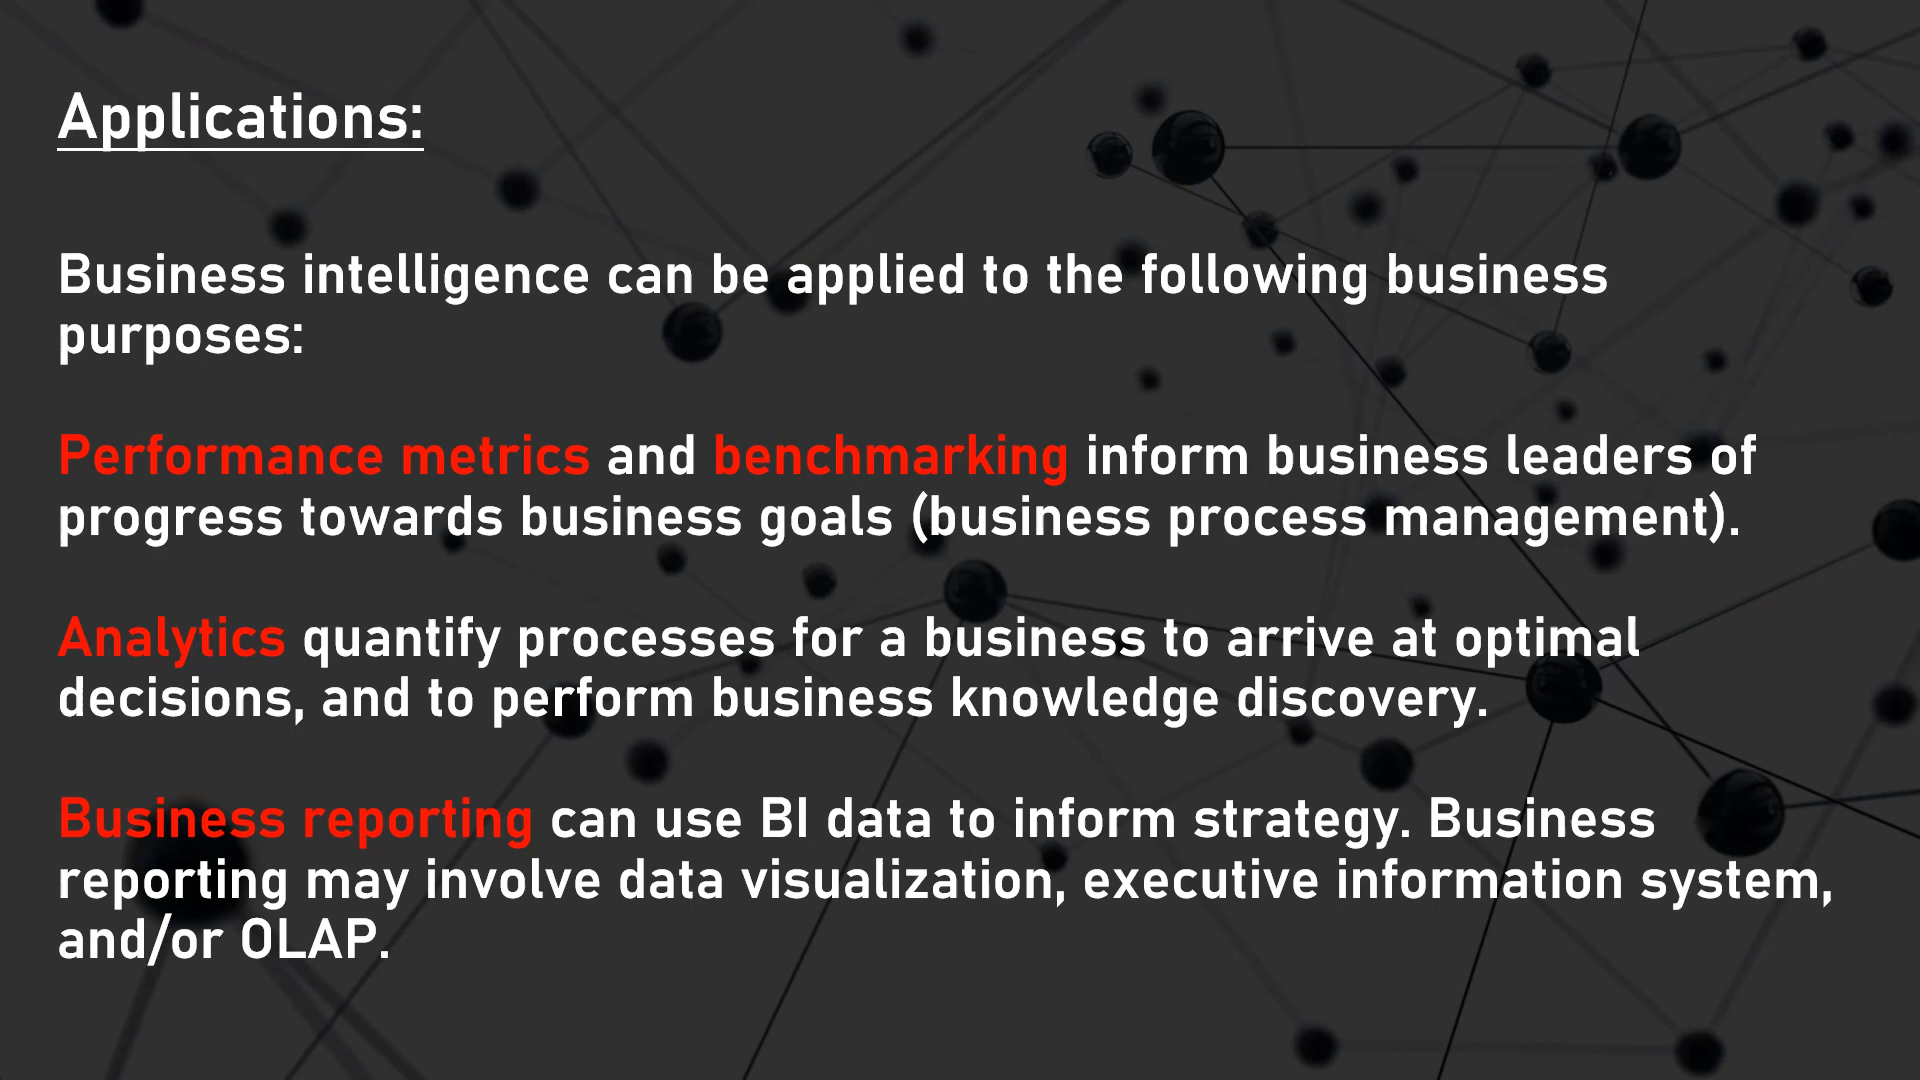 Applications:
Business intelligence can be applied to the following business
purposes:
Performance metrics and benchmarking inform business leaders of
progress towards business goals (business process management).
Analytics quantify processes for a business to arrive at optimal
decisions, and to perform business knowledge discovery.
Business reporting can use BI data to inform strategy. Business
reporting may involve data visualization, executive information system,
and/or OLAP.